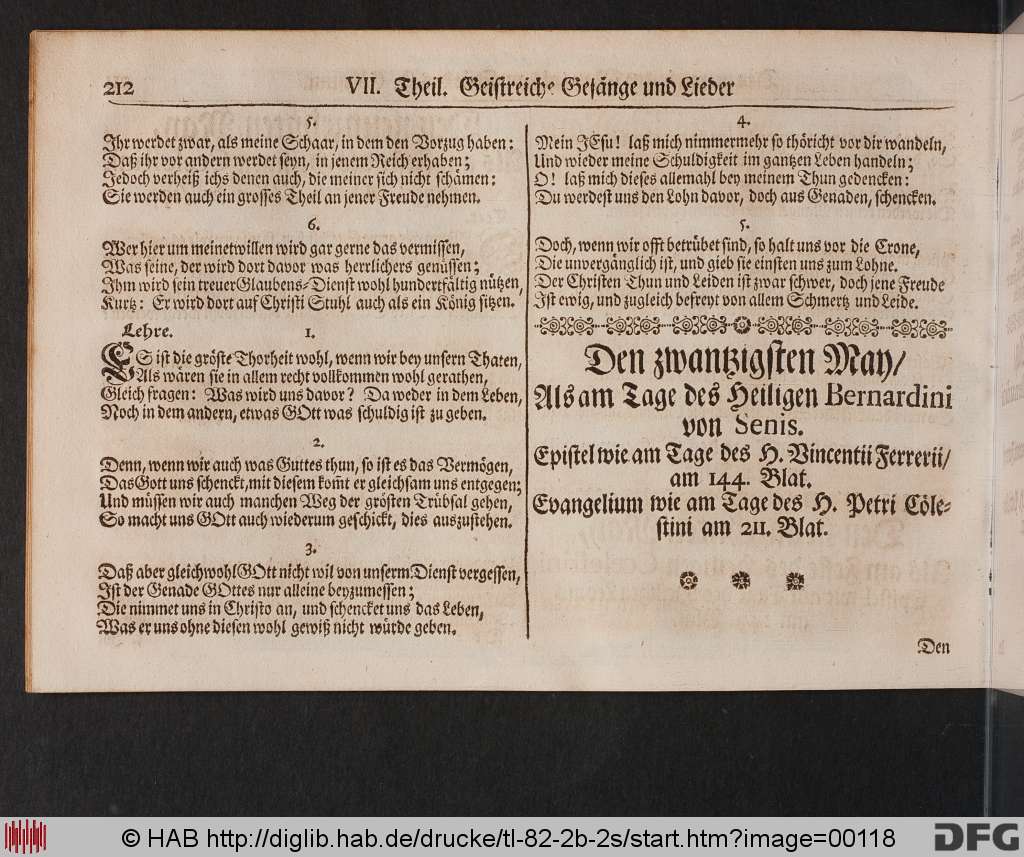 212
VII. Theil. Geistreiche Gesänge und Lieder
5.
Ihr werdet zwar, als meine Schaar, in dem den Vorzug haben:
Daß ihr vor andern werdet seyn, in jenem Reich erhaben;
Jedoch verheiß ichs denen auch, die meiner sich nicht schämen:
Sie werden auch ein grosses Theil an jener Freude nehmen.
6.
Wer hier um meinetwillen wird gar gerne das vermissen,
Was seine, der wird dort davor was herrlichers genüssen;
Ihm wird sein treuer Glaubens-Dienst wohl hundertfältig nützen,
Kurtz: Er wird dort auf Christi Stuhl auch als ein König sitzen.
Lehre. 1.
ES ist die gröste Thorheit wohl, wenn wir bey unsern Thaten,
Als wären sie in allem recht vollkommen wohl gerathen,
Gleich fragen: Was wird uns davor? Da weder in dem Leben,
Noch in dem andern, etwas GOtt was schuldig ist zu geben.
2.
Denn, wenn wir auch was Guttes thun, so ist es das Vermögen,
Das Gott uns schenckt, mit diesem kom̃t er gleichsam uns entgegen;
Und müssen wir auch manchen Weg der grösten Trübsal gehen,
So macht uns GOtt auch wiederum geschickt, dies auszustehen.
3.
Daß aber gleichwohl GOtt nicht wil von unserm Dienst vergessen,
Ist der Genade GOttes nur alleine beyzumessen;
Die nimmet uns in Christo an, und schencket uns das Leben,
Was er uns ohne diesen wohl gewiß nicht würde geben.
4.
Mein JEsu! laß mich nimmermehr so thöricht vor dir wandeln,
Und wieder meine Schuldigkeit im gantzen Leben handeln;
O! laß mich dieses allemahl bey meinem Thun gedencken:
Du werdest uns den Lohn davor, doch aus Genaden, schencken.
5.
Doch, wenn wir offt betrübet sind, so halt uns vor die Crone,
Die unvergänglich ist, und gieb sie einsten uns zum Lohne.
Der Christen Thun und Leiden ist zwar schwer, doch jene Freude
Ist ewig, und zugleich befreyt von allem Schmertz und Leide.
Den zwantzigsten May/
Als am Tage des Heiligen Bernardini
von Senis.
Epistel wie am Tage des H. Vincentii Ferrerii/
am 144. Blat.
Evangelium wie am Tage des H. Petri Cöle-
stini am 211. Blat.
Den
© HAB http://diglib.hab.de/drucke/tl-82-2b-2s/start.htm?image=00118
DFG